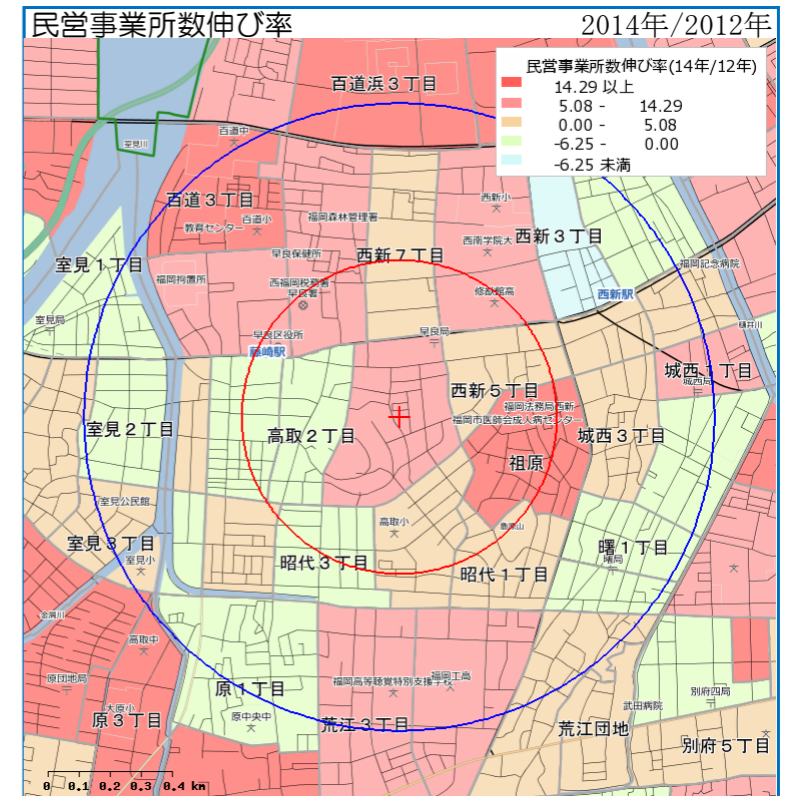 民営事業所数伸び率
2014年/2012年
民営事業所数伸び率(14年/12年)
14.29 以上
5.08 - 14.29
0.00 - 5.08
-6.25 - 0.00
-6.25 未満
百道浜3丁目
百道中
室見川
百道3丁目
百道小
教育センター
福岡森林管理署
西新小
西南学院大
西新3丁目
早良保健所
西新7丁目
室見1丁目
福岡拘置所
西福岡税務署
早良署
修猷館高
西新駅
福岡記念病院
室見局
早良区役所
早良局
樋井川
藤崎駅
城西1丁目
城西局
西新5丁目
福岡法務局西新
福岡市医師会成人病センター
室見2丁目
高取2丁目
城西3丁目
祖原
室見公民館
高取小
室見3丁目
室見小
昭代3丁目
昭代1丁目
曙1丁目
曙局
金屑川
高取中
原団地局
大原小
原3丁目
原1丁目
原中央中
福岡高等聴覚特別支援学校
福岡工高
荒江3丁目
荒江団地
武田病院
別府四局
別府5丁目
0 0.1 0.2 0.3 0.4 km